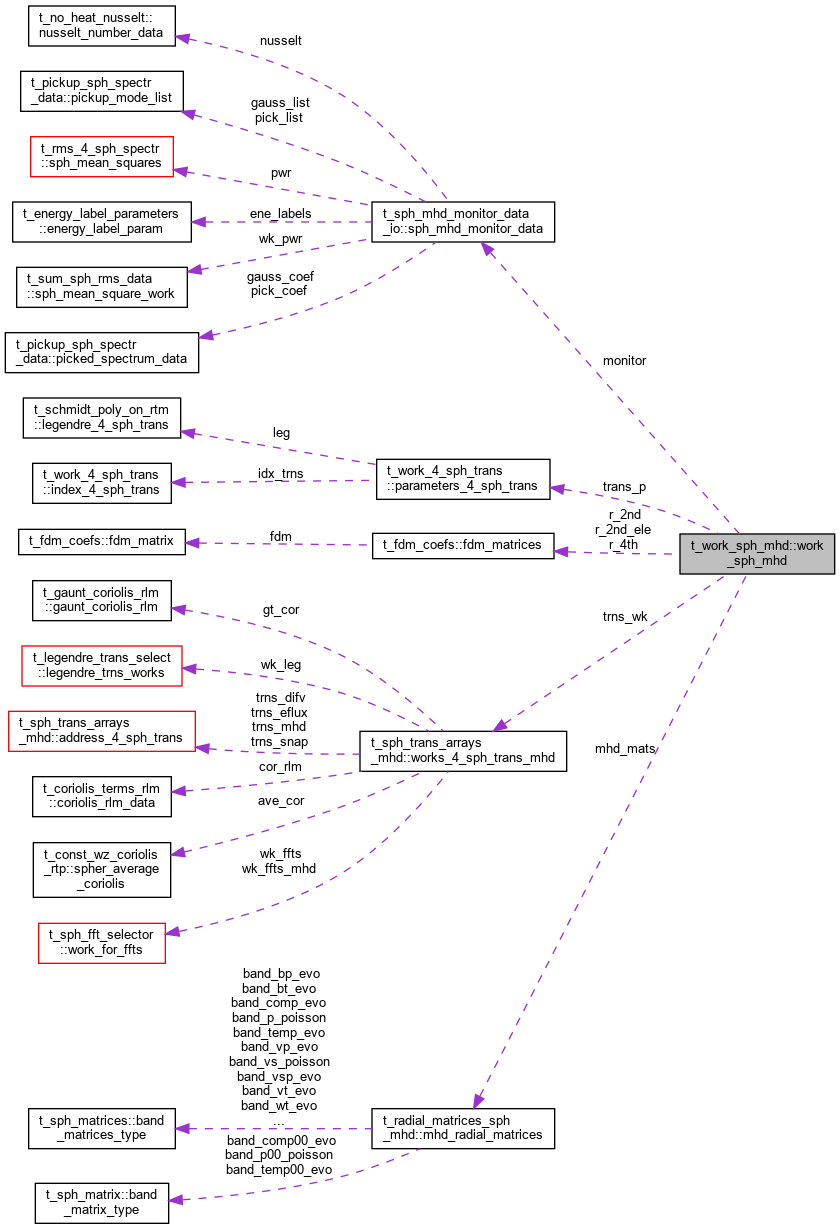 t_no_heat_nusselt::
nusselt_number_data
nusselt
t_pickup_sph_spectr
_data::pickup_mode_list
gauss_list
pick_list
t_rms_4_sph_spectr
::sph_mean_squares
pwr
t_energy_label_parameters
::energy_label_param
ene_labels
t_sph_mhd_monitor_data
_io::sph_mhd_monitor_data
wk_pwr
t_sum_sph_rms_data
::sph_mean_square_work
gauss_coef
pick_coef
t_pickup_sph_spectr
_data::picked_spectrum_data
monitor
t_schmidt_poly_on_rtm
::legendre_4_sph_trans
leg
t_work_4_sph_trans
::index_4_sph_trans
idx_trns
t_work_4_sph_trans
::parameters_4_sph_trans
trans_p
t_fdm_coefs::fdm_matrix
fdm
t_fdm_coefs::fdm_matrices
r_2nd
r_2nd_ele
r_4th
t_work_sph_mhd::work
_sph_mhd
t_gaunt_coriolis_rlm
::gaunt_coriolis_rlm
gt_cor
trns_wk
t_legendre_trans_select
::legendre_trns_works
wk_leg
t_sph_trans_arrays
_mhd::address_4_sph_trans
trns_difv
trns_eflux
trns_mhd
trns_snap
t_sph_trans_arrays
_mhd::works_4_sph_trans_mhd
mhd_mats
t_coriolis_terms_rlm
::coriolis_rlm_data
cor_rlm
ave_cor
t_const_wz_coriolis
_rtp::spher_average
_coriolis
wk_ffts
wk_ffts_mhd
t_sph_fft_selector
::work_for_ffts
band_bp_evo
band_bt_evo
band_comp_evo
band_p_poisson
band_temp_evo
band_vp_evo
band_vs_poisson
band_vsp_evo
band_vt_evo
band_wt_evo
...
t_sph_matrices::band
_matrices_type
t_radial_matrices_sph
_mhd::mhd_radial_matrices
band_comp00_evo
band_p00_poisson
band_temp00_evo
t_sph_matrix::band
_matrix_type